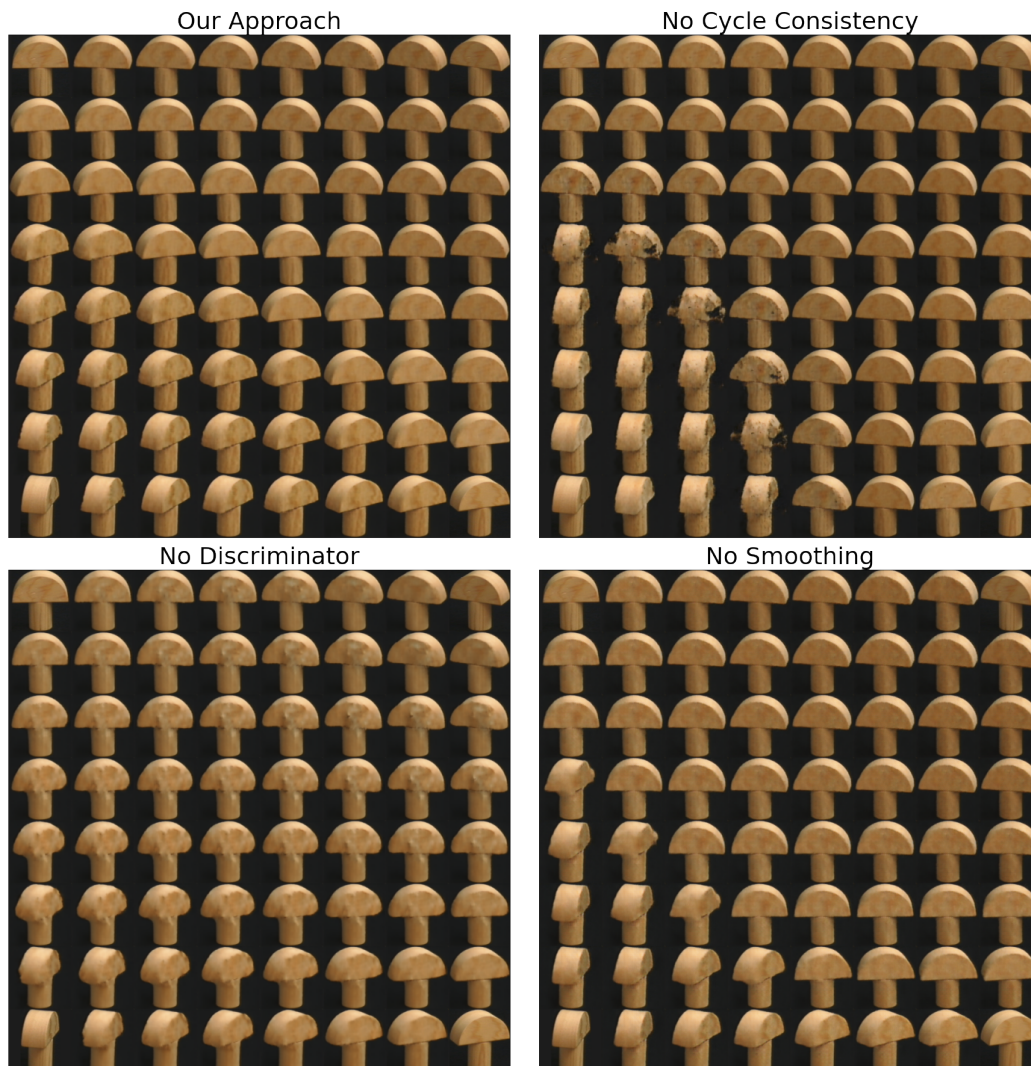 Our Approach
No Cycle Consistency
No Discriminator
No Smoothing